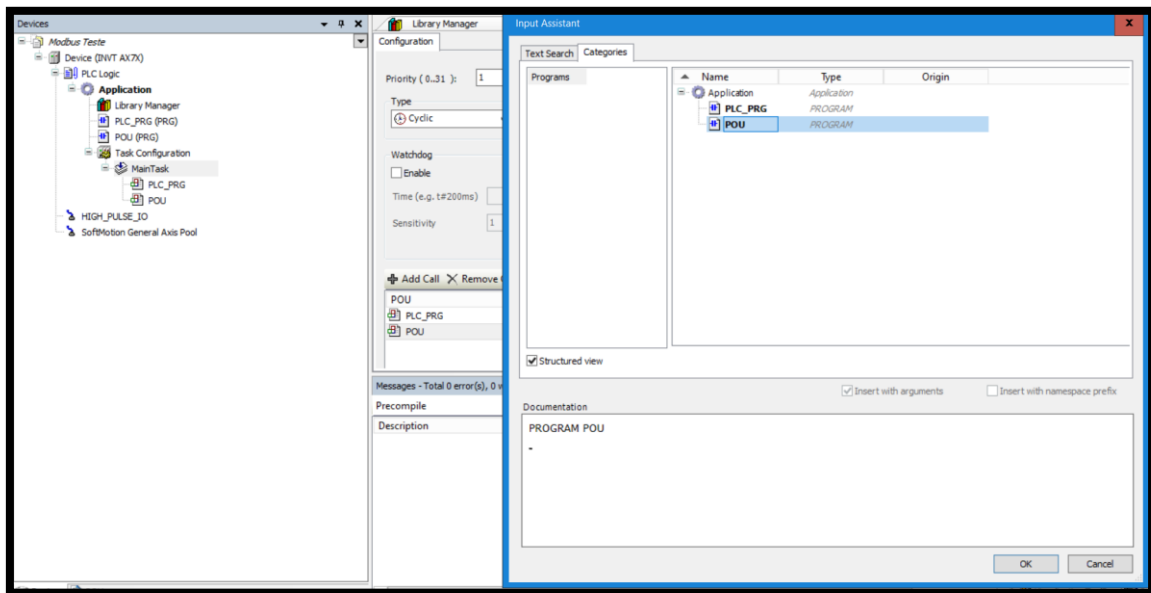 Devices
Modbus Teste
Device (INVT AX7X)
PLC Logic
Application
Library Manager
PLC_PRG (PRG)
POU (PRG)
Task Configuration
MainTask
PLC_PRG
POU
HIGH_PULSE_IO
SoftMotion General Axis Pool
Library Manager
Configuration
Priority ( 0..31 ): 1
Type
Cyclic
Watchdog
Enable
Time (e.g. t#200ms)
Sensitivity 1
Add Call Remove
POU
PLC_PRG
POU
Messages - Total 0 error(s), 0
Precompile
Description
Input Assistant
Text Search Categories
Programs
Name Type Origin
Application Application
PLC_PRG PROGRAM
POU PROGRAM
Structured view
Insert with arguments Insert with namespace prefix
Documentation
PROGRAM POU
-
OK Cancel